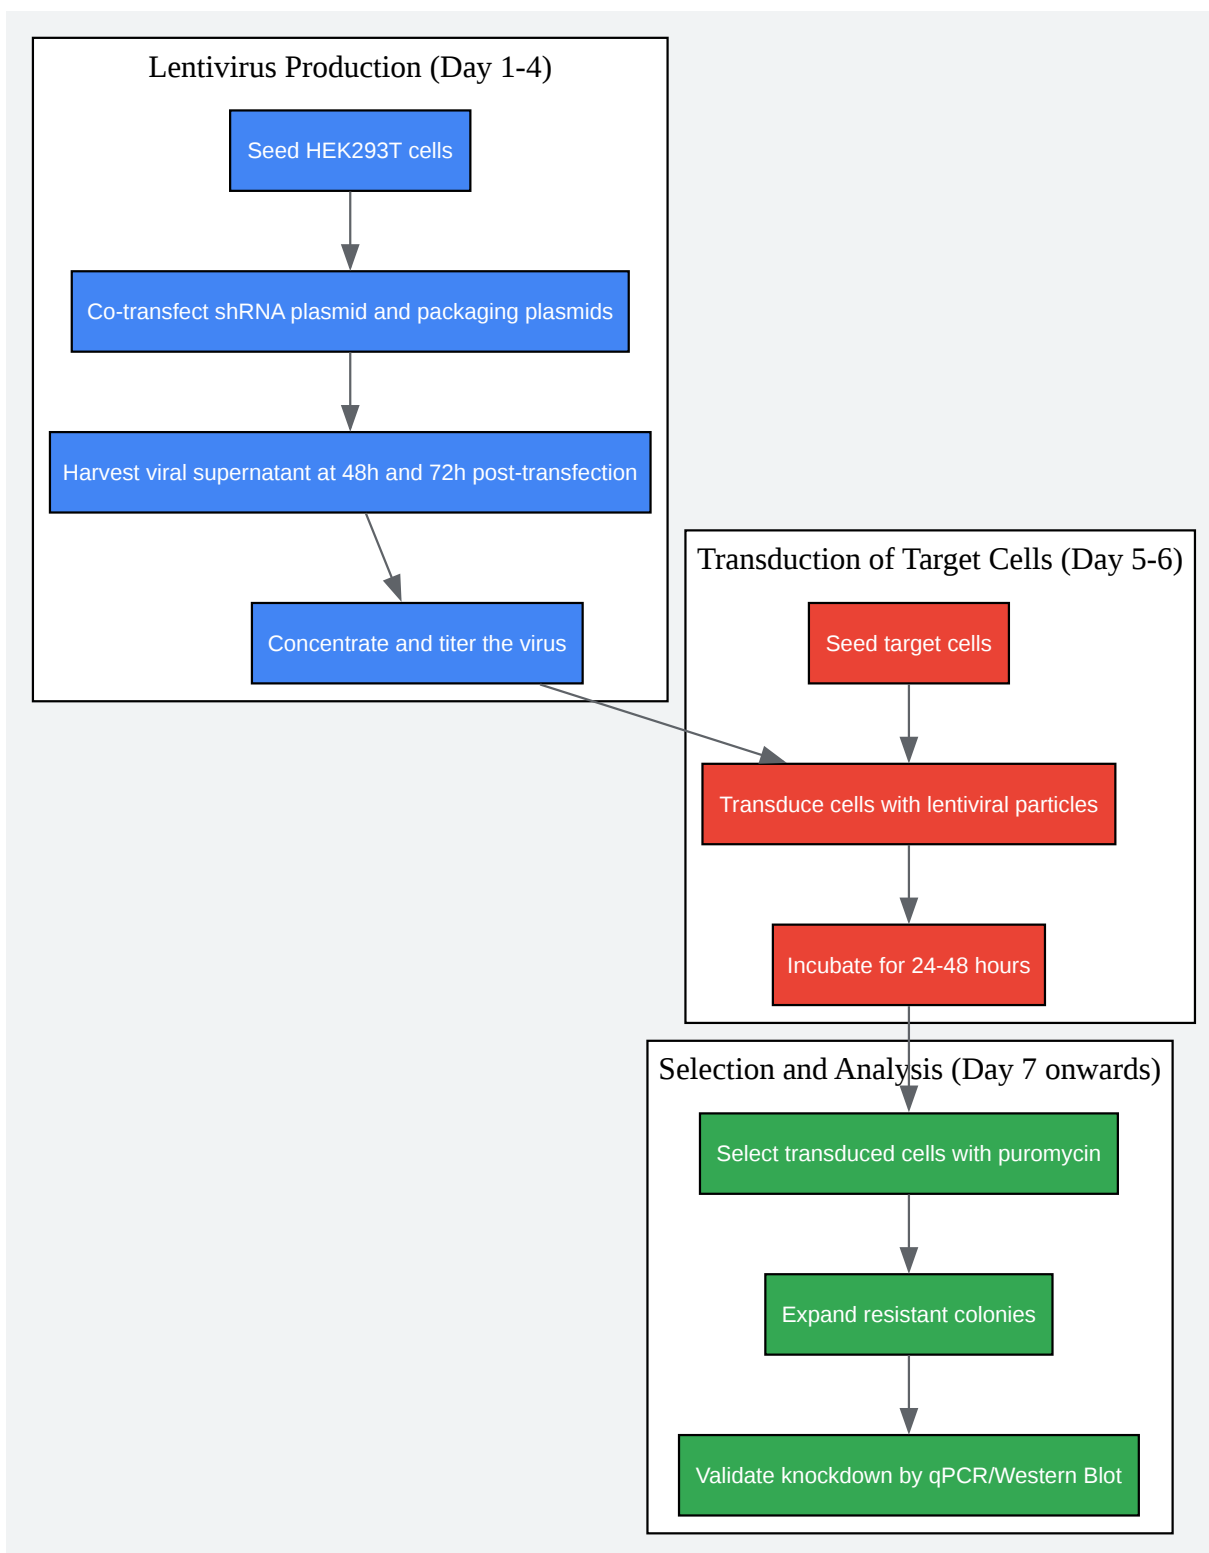 Lentivirus Production (Day 1-4)
Seed HEK293T cells
Co-transfect shRNA plasmid and packaging plasmids
Harvest viral supernatant at 48h and 72h post-transfection
Concentrate and titer the virus
Transduction of Target Cells (Day 5-6)
Seed target cells
Transduce cells with lentiviral particles
Incubate for 24-48 hours
Selection and Analysis (Day 7 onwards)
Select transduced cells with puromycin
Expand resistant colonies
Validate knockdown by qPCR/Western Blot